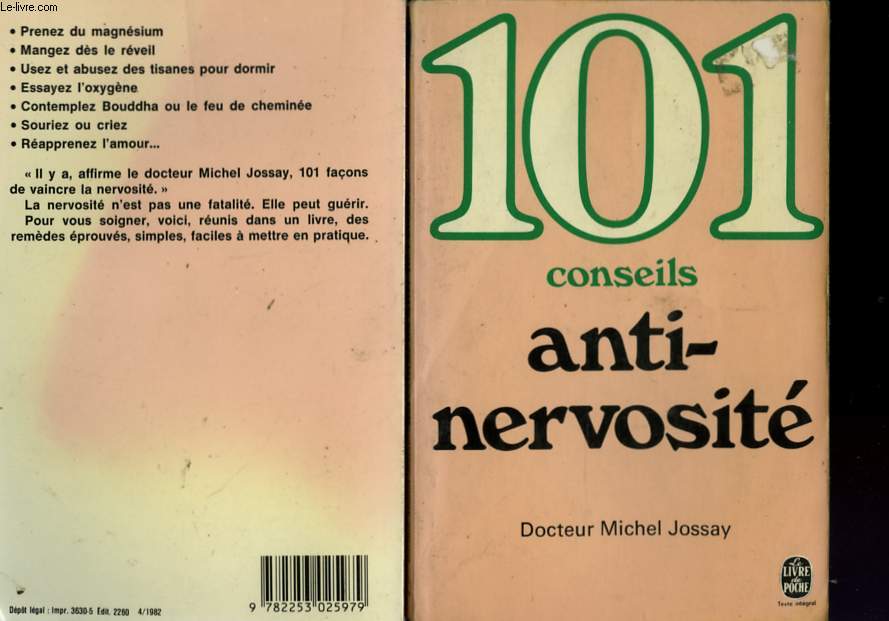 Le-livre.com
• Prenez du magnésium
• Mangez dès le réveil
• Usez et abusez des tisanes pour dormir
• Essayez l'oxygène
• Contemplez Bouddha ou le feu de cheminée
• Souriez ou criez
• Réapprenez l'amour...
« Il y a, affirme le docteur Michel Jossay, 101 façons
de vaincre la nervosité. »
La nervosité n'est pas une fatalité. Elle peut guérir.
Pour vous soigner, voici, réunis dans un livre, des
remèdes éprouvés, simples, faciles à mettre en pratique.
Dépôt légal : Impr. 3630-5 Edit. 2260 4/1982
9 782253 025979
101
conseils
anti-
nervosité
Docteur Michel Jossay
Le
LIVRE
de
POCHE
Texte intégral